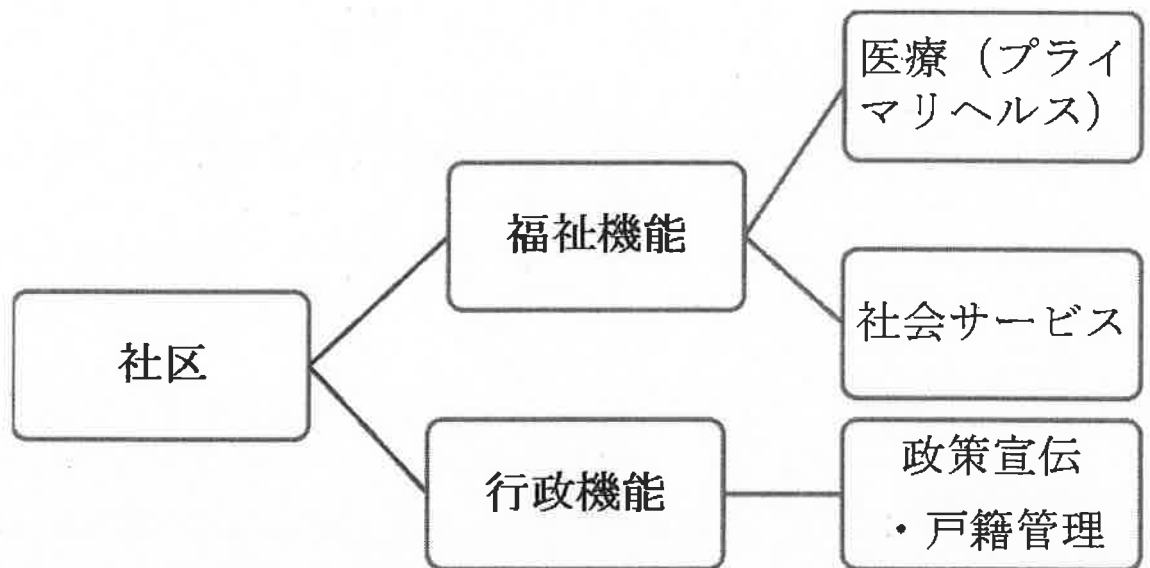 社区
福祉機能
行政機能
医療（プライ
マリヘルス）
社会サービス
政策宣伝
・戸籍管理